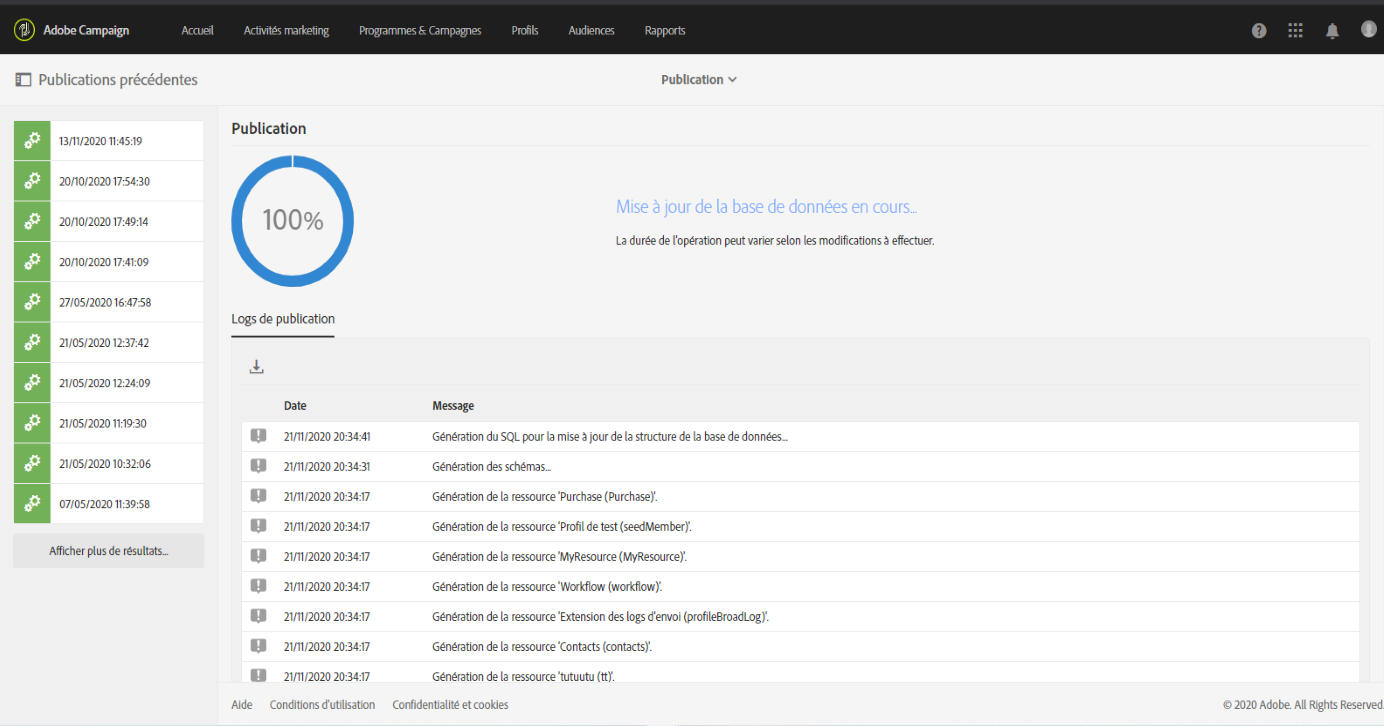 Adobe Campaign Accueil Activités marketing Programmes & Campagnes Profils Audiences Rapports
Publications précédentes
Publication
13/11/2020 11:45:19
20/10/2020 17:54:30
20/10/2020 17:49:14
20/10/2020 17:41:09
27/05/2020 16:47:58
21/05/2020 12:37:42
21/05/2020 12:24:09
21/05/2020 11:19:30
21/05/2020 10:32:06
07/05/2020 11:39:58
Afficher plus de résultats...
Publication
100%
Mise à jour de la base de données en cours...
La durée de l'opération peut varier selon les modifications à effectuer.
Logs de publication
Date Message
21/11/2020 20:34:41 Génération du SQL pour la mise à jour de la structure de la base de données...
21/11/2020 20:34:31 Génération des schémas...
21/11/2020 20:34:17 Génération de la ressource 'Purchase (Purchase)'.
21/11/2020 20:34:17 Génération de la ressource 'Profil de test (seedMember)'.
21/11/2020 20:34:17 Génération de la ressource 'MyResource (MyResource)'.
21/11/2020 20:34:17 Génération de la ressource 'Workflow (workflow)'.
21/11/2020 20:34:17 Génération de la ressource 'Extension des logs d'envoi (profileBroadLog)'.
21/11/2020 20:34:17 Génération de la ressource 'Contacts (contacts)'.
21/11/2020 20:34:17 Génération de la ressource 'tutuutu (tt)'.
Aide Conditions d'utilisation Confidentialité et cookies © 2020 Adobe. All Rights Reserved.